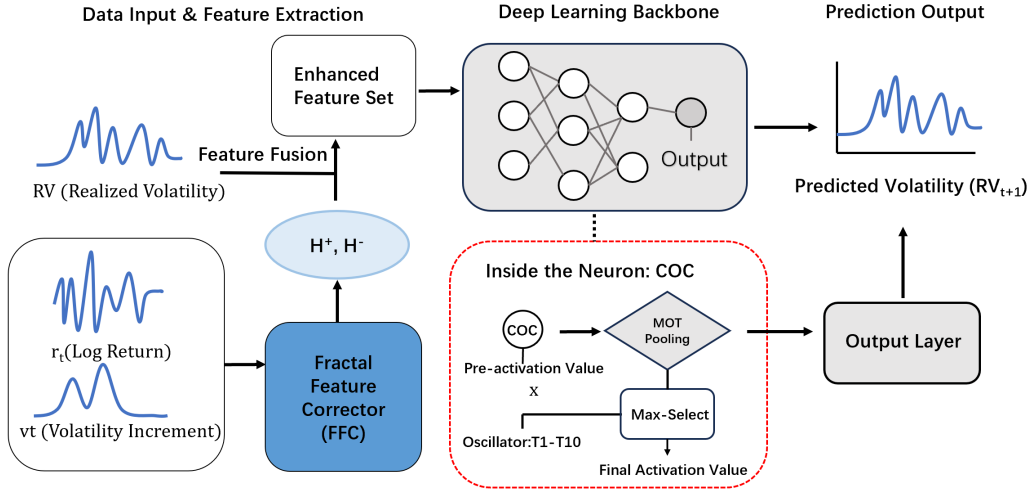 Data Input & Feature Extraction
Deep Learning Backbone
Prediction Output
Enhanced
Feature Set
Feature Fusion
RV (Realized Volatility)
H⁺, H⁻
rₜ(Log Return)
vt (Volatility Increment)
Fractal
Feature
Corrector
(FFC)
Output
Predicted Volatility (RVₜ₊₁)
Inside the Neuron: COC
COC
Pre-activation Value
x
Oscillator:T1-T10
MOT
Pooling
Max-Select
Final Activation Value
Output Layer